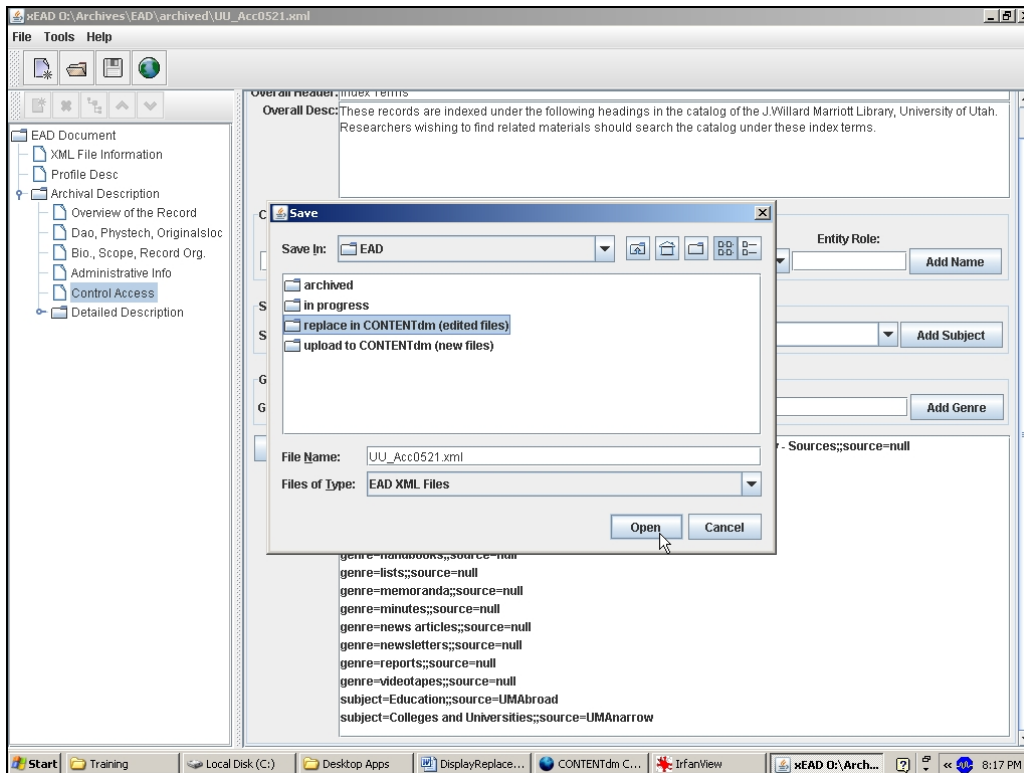 xEAD O:\Archives\EAD\archived\UU_Acc0521.xml
File Tools Help
Overall Header: Index Terms
Overall Desc: These records are indexed under the following headings in the catalog of the J.Willard Marriott Library, University of Utah.
Researchers wishing to find related materials should search the catalog under these index terms.
EAD Document
XML File Information
Profile Desc
Archival Description
Overview of the Record
Dao, Phystech, Originalsloc
Bio., Scope, Record Org.
Administrative Info
Control Access
Detailed Description
Save
Save In: EAD
archived
in progress
replace in CONTENTdm (edited files)
upload to CONTENTdm (new files)
File Name: UU_Acc0521.xml
Files of Type: EAD XML Files
Open Cancel
Entity Role:
Add Name
Add Subject
Add Genre
- Sources;;source=null
genre=handbooks;;source=null
genre=lists;;source=null
genre=memoranda;;source=null
genre=minutes;;source=null
genre=news articles;;source=null
genre=newsletters;;source=null
genre=reports;;source=null
genre=videotapes;;source=null
subject=Education;;source=UMAbroad
subject=Colleges and Universities;;source=UMAnarrow
Start Training Local Disk (C:) Desktop Apps DisplayReplace... CONTENTdm C... IrfanView xEAD O:\Arch... 8:17 PM